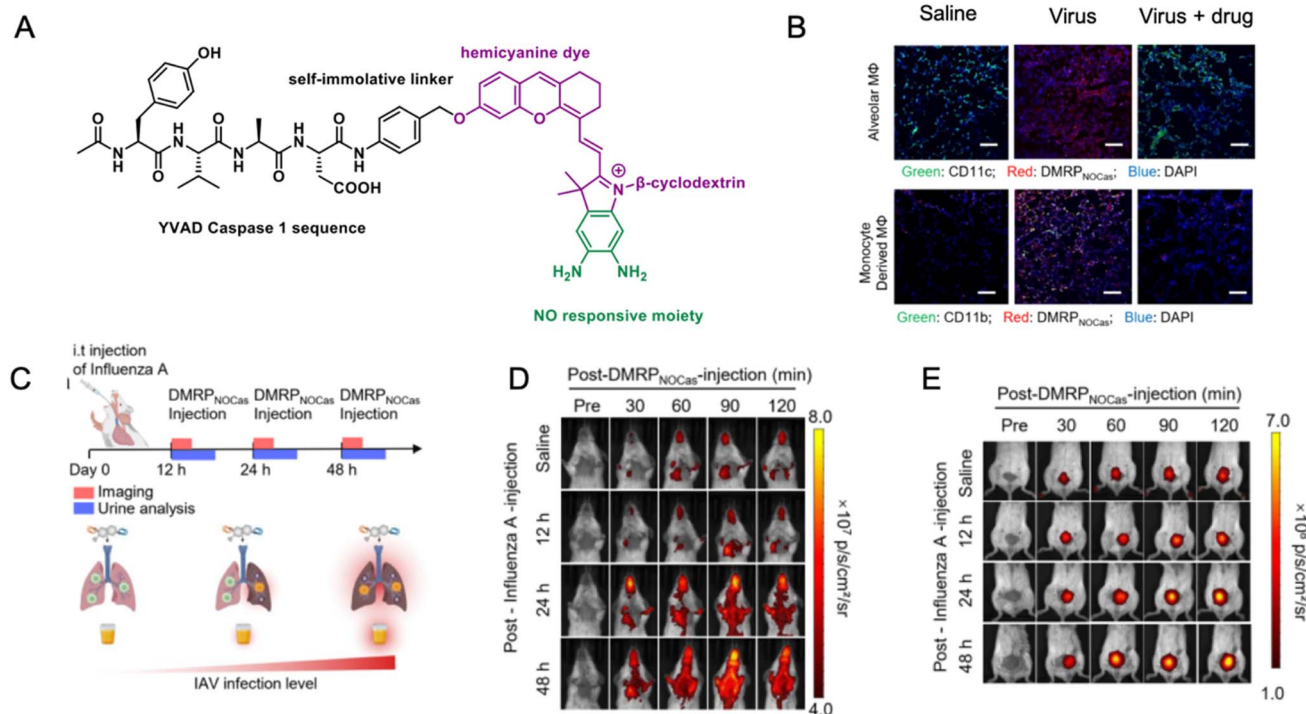 A
OH
self-immolative linker
hemicyanine dye
O
H
N
O
N
H
O
H
N
O
N
H
O
COOH
N
H
O
O
N
β-cyclodextrin
H₂N
NH₂
YVAD Caspase 1 sequence
NO responsive moiety
B
Saline
Virus
Virus + drug
Alveolar MΦ
Green: CD11c; Red: DMRPNOCas; Blue: DAPI
Monocyte
Derived MΦ
Green: CD11b; Red: DMRPNOCas; Blue: DAPI
C
i.t injection
of Influenza A
DMRPNOCas DMRPNOCas DMRPNOCas
Injection Injection Injection
Day 0 12 h 24 h 48 h
Imaging
Urine analysis
IAV infection level
D
Post-DMRPNOCas-injection (min)
Pre 30 60 90 120
Post - Influenza A -injection
Saline
12 h
24 h
48 h
8.0
×10⁷ p/s/cm²/sr
4.0
E
Post-DMRPNOCas-injection (min)
Pre 30 60 90 120
Post - Influenza A -injection
Saline
12 h
24 h
48 h
7.0
p/s/cm²/sr
1.0